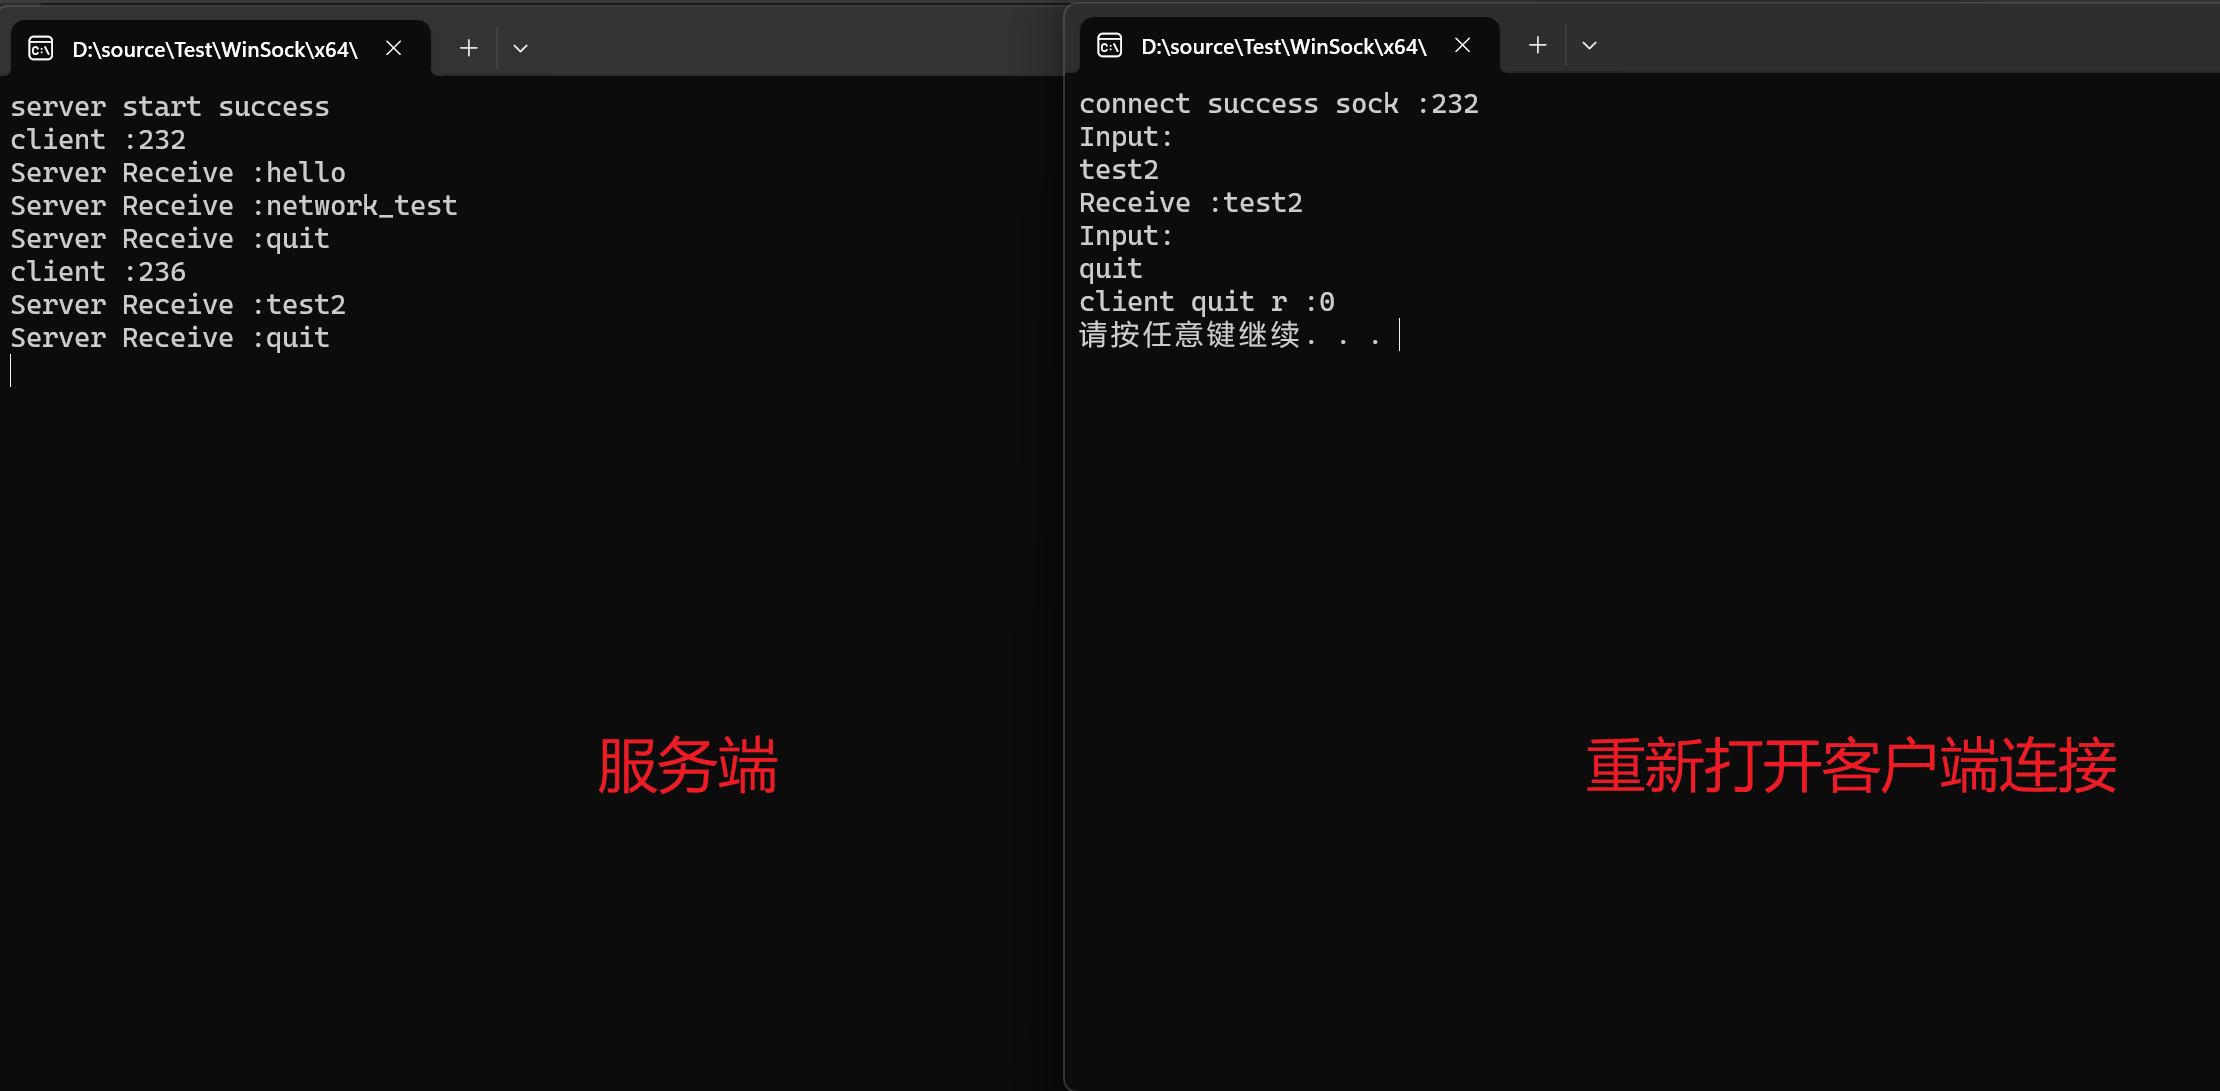 D:\source\Test\WinSock\x64\
server start success
client :232
Server Receive :hello
Server Receive :network_test
Server Receive :quit
client :236
Server Receive :test2
Server Receive :quit
服务端
D:\source\Test\WinSock\x64\
connect success sock :232
Input:
test2
Receive :test2
Input:
quit
client quit r :0
请按任意键继续. . .
重新打开客户端连接